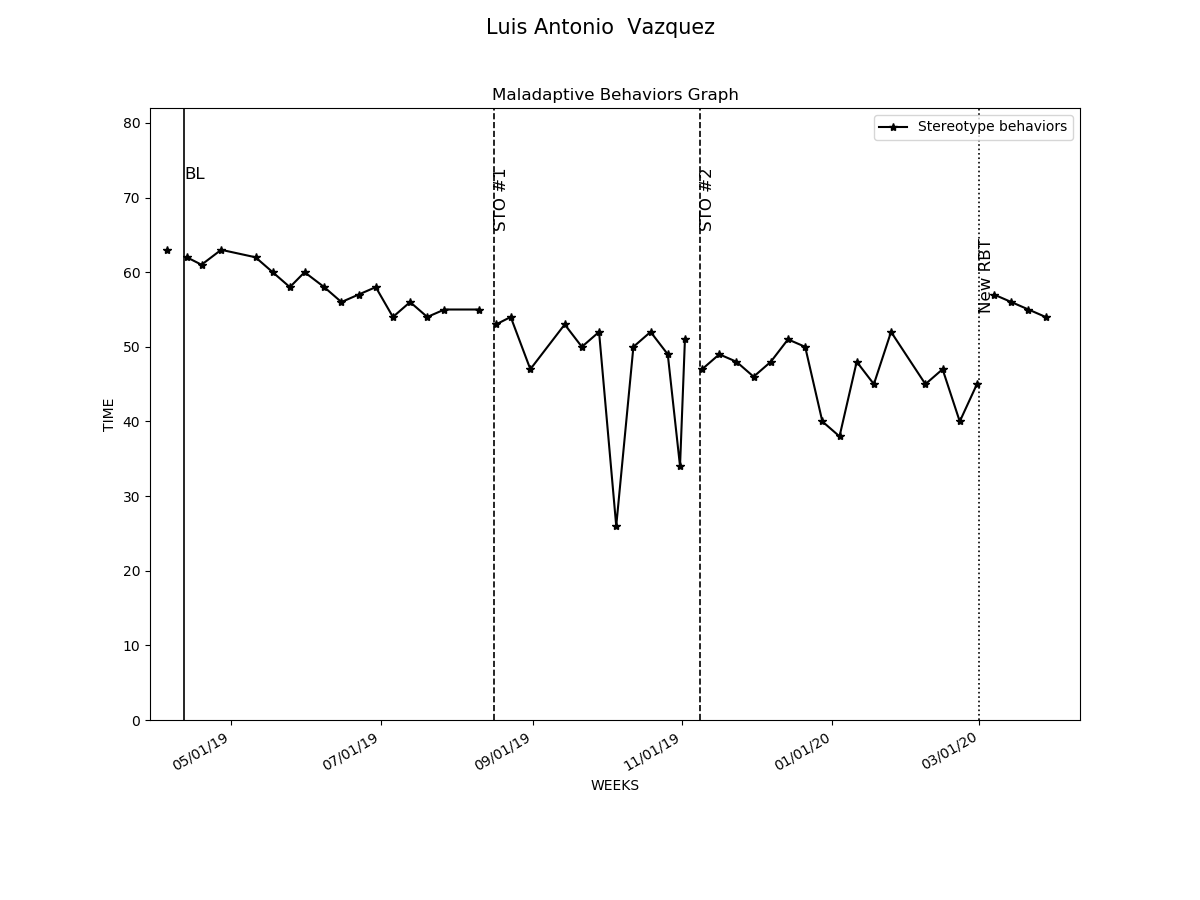 Luis Antonio  Vazquez
Maladaptive Behaviors Graph
Stereotype behaviors
BL
STO #1
STO #2
New RBT
TIME
80
70
60
50
40
30
20
10
0
05/01/19
07/01/19
09/01/19
11/01/19
01/01/20
03/01/20
WEEKS